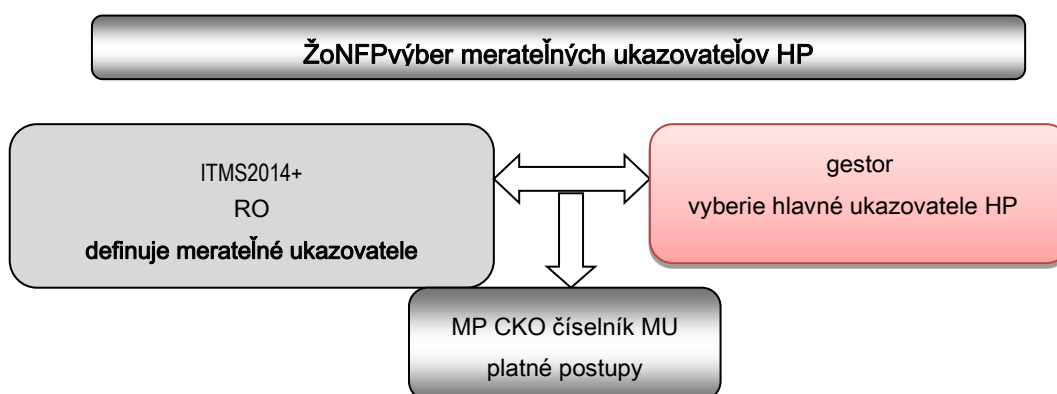 ŽoNFPvýber merateľných ukazovateľov HP
ITMS2014+
RO
definuje merateľné ukazovatele
gestor
vyberie hlavné ukazovatele HP
MP CKO číselník MU
platné postupy